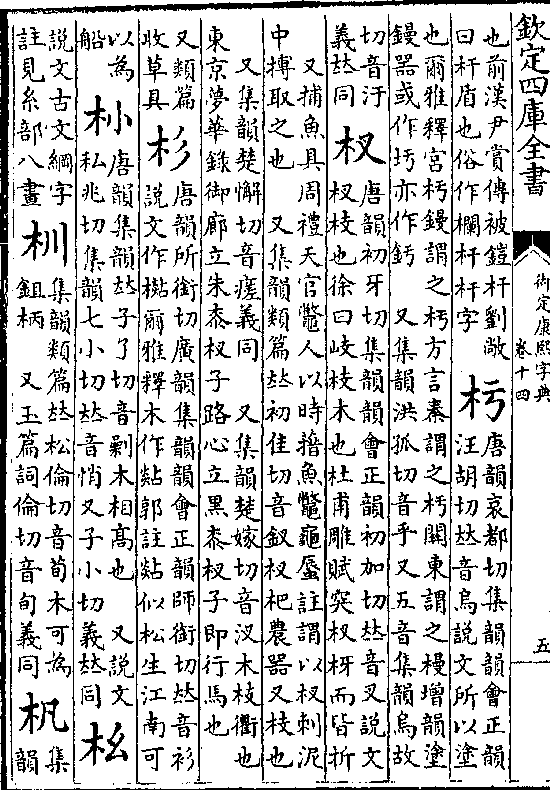 欽定四庫全書
御定康熙字典
卷十四
五
也前漢尹賞傳被鎧杆劉敞
曰杆盾也俗作欄杆杆字
杇
唐韻哀都切集韻韻會正韻
汪胡切𠀤音烏說文所以塗
也爾雅釋宮杇鏝謂之杇方言秦謂之杇關東謂之槾增韻塗
鏝器或作圬亦作釫　又集韻洪孤切音乎又五音集韻烏故
切音汙
義𠀤同
杈
唐韻初牙切集韻韻會正韻初加切𠀤音叉說文
杈枝也徐曰岐枝木也杜甫雕賦突杈枒而皆折
又捕魚具周禮天官鼈人以時魚鼈龜蜃註謂以杈刺泥
中搏取之也　又集韻類篇𠀤初佳切音釵杈杷農器又枝也
又集韻楚懈切音瘥義同　又集韻楚嫁切音汊木枝衢也
東京夢華錄御廊立朱桼杈子路心立黑桼杈子即行馬也
又類篇
收草具
杉
唐韻所銜切廣韻集韻韻會正韻師銜切𠀤音衫
說文作爾雅釋木作煔郭註煔似松生江南可
以為
船
唐韻集韻𠀤子了切音剿木相高也　又說文
私兆切集韻七小切𠀤音悄又子小切義𠀤同
說文古文綱字
註見糸部八畫
集韻類篇𠀤松倫切音荀木可為
鉏柄　又玉篇詞倫切音旬義同
杋
集
韻